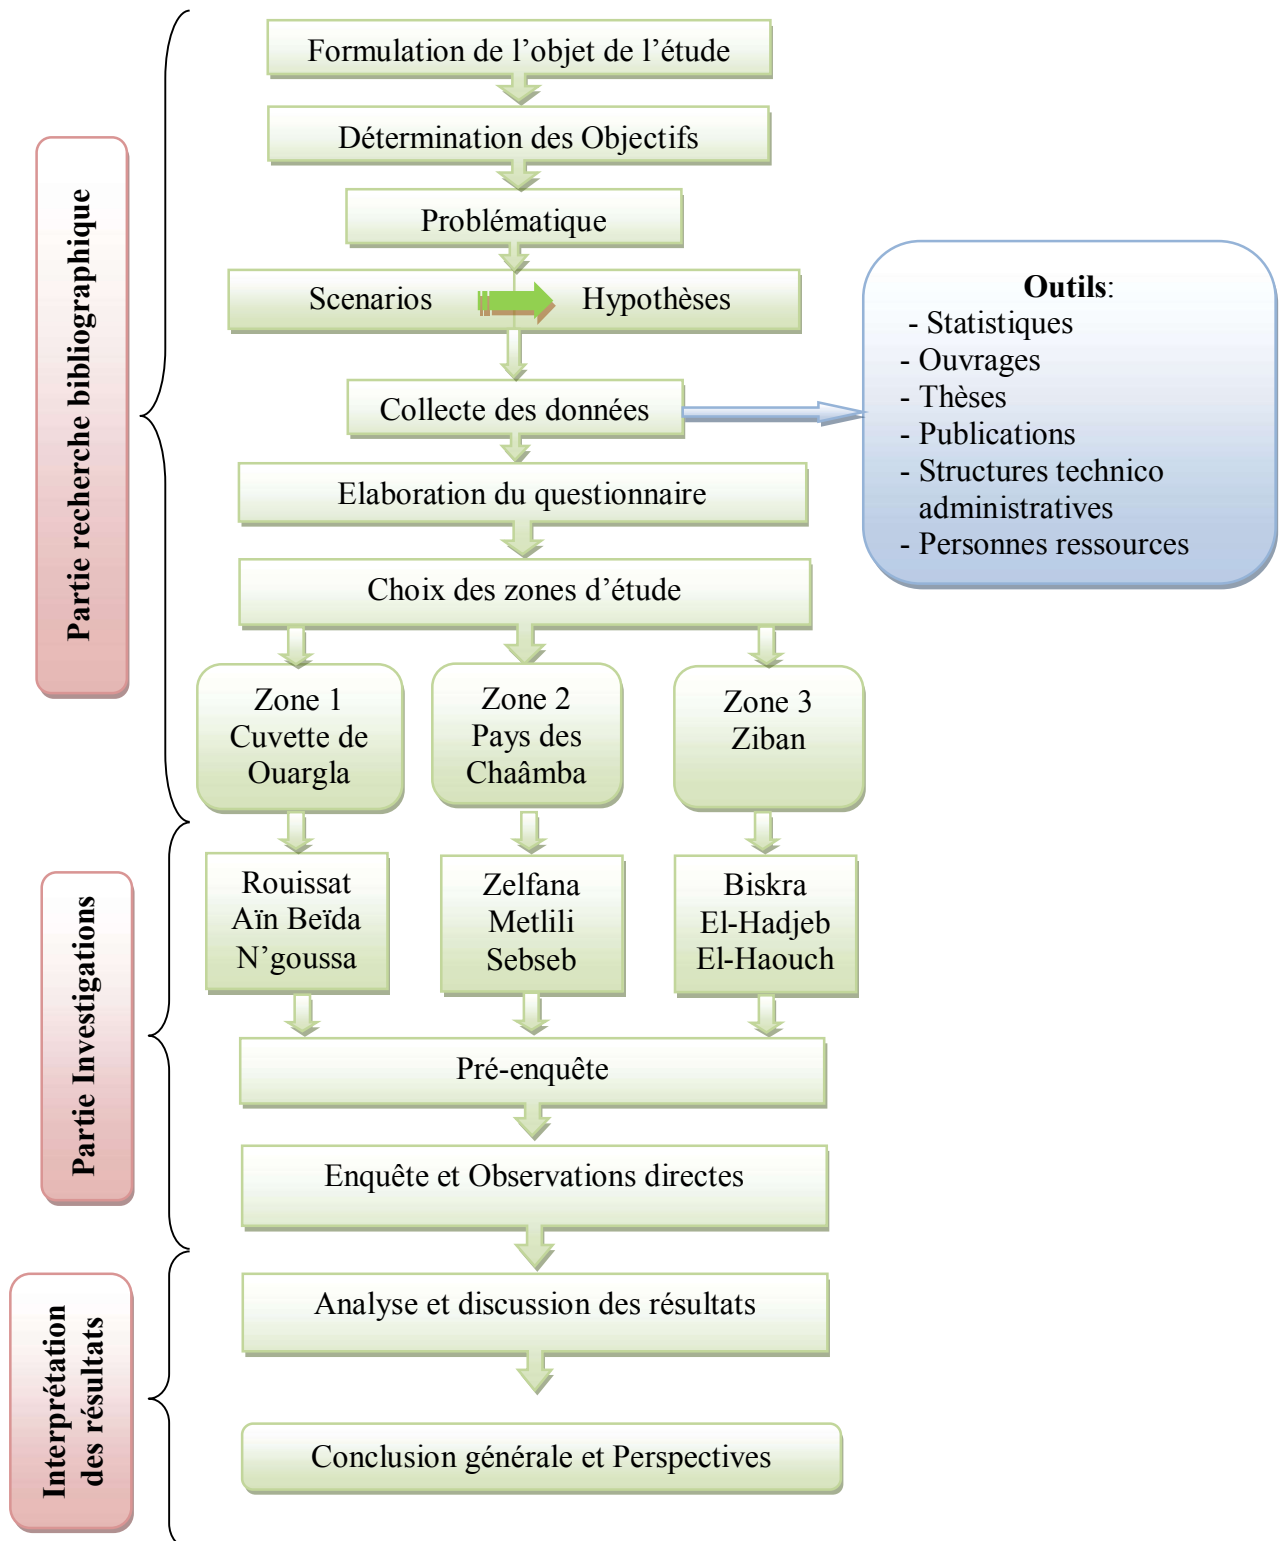 Formulation de l’objet de l’étude
Détermination des Objectifs
Problématique
Scenarios
Hypothèses
Collecte des données
Outils:
- Statistiques
- Ouvrages
- Thèses
- Publications
- Structures technico
administratives
- Personnes ressources
Elaboration du questionnaire
Choix des zones d’étude
Partie recherche bibliographique
Zone 1
Cuvette de
Ouargla
Zone 2
Pays des
Chaâmba
Zone 3
Ziban
Rouissat
Aïn Beïda
N’goussa
Zelfana
Metlili
Sebseb
Biskra
El-Hadjeb
El-Haouch
Pré-enquête
Enquête et Observations directes
Partie Investigations
Analyse et discussion des résultats
Conclusion générale et Perspectives
Interprétation
des résultats